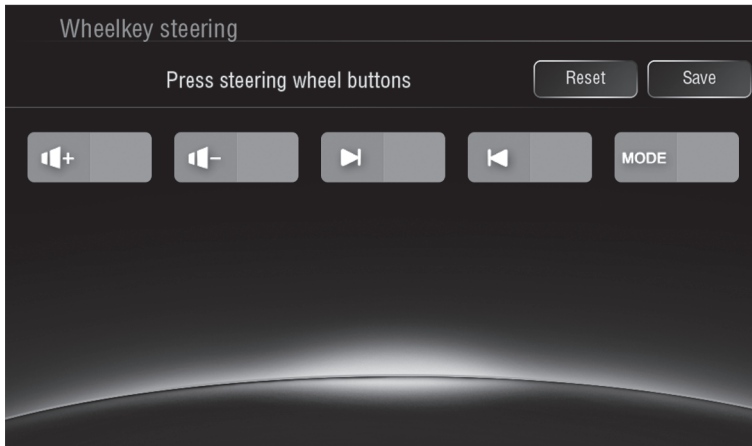 Wheelkey steering
Press steering wheel buttons Reset Save
+ - MODE